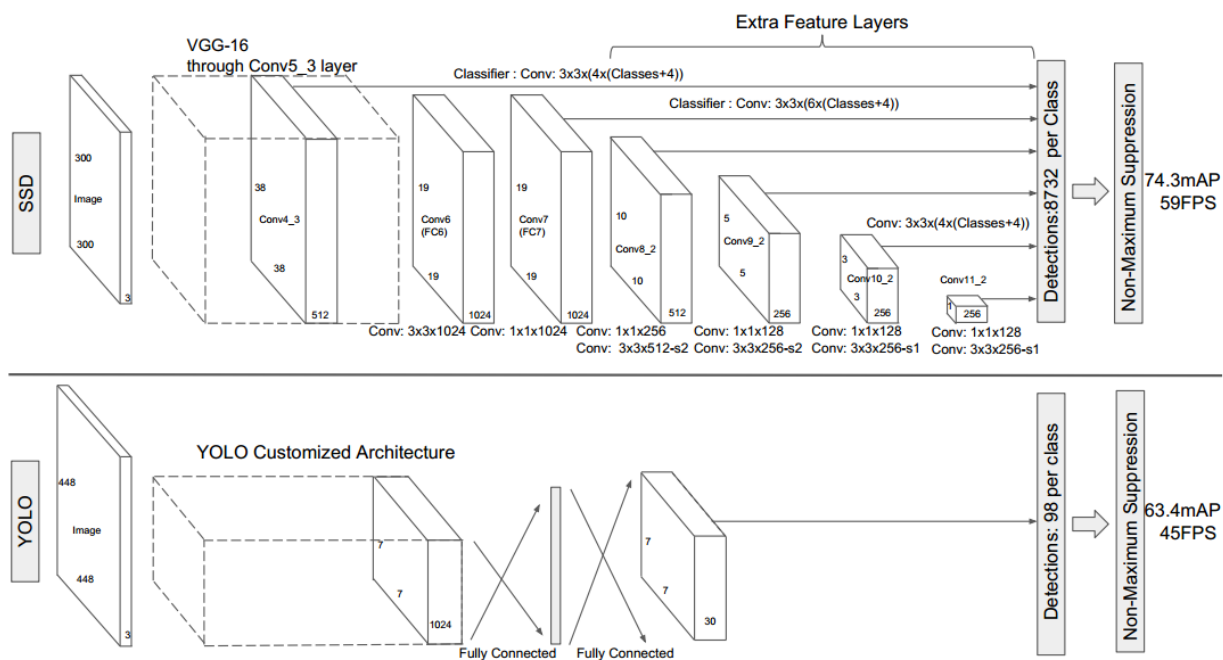 Extra Feature Layers
VGG-16
through Conv5_3 layer
Classifier : Conv: 3x3x(4x(Classes+4))
Classifier : Conv: 3x3x(6x(Classes+4))
SSD
300
Image
300
3
38
Conv4_3
38
512
19
Conv6
(FC6)
19
1024
19
Conv7
(FC7)
19
1024
10
Conv8_2
10
512
5
Conv9_2
5
256
Conv: 3x3x(4x(Classes+4))
3
Conv10_2
3
256
Conv11_2
1
256
Conv: 3x3x1024
Conv: 1x1x1024
Conv: 1x1x256
Conv: 3x3x512-s2
Conv: 1x1x128
Conv: 3x3x256-s2
Conv: 1x1x128
Conv: 3x3x256-s1
Conv: 1x1x128
Conv: 3x3x256-s1
Detections:8732 per Class
Non-Maximum Suppression
74.3mAP
59FPS
YOLO
448
Image
448
3
YOLO Customized Architecture
7
7
1024
Fully Connected
Fully Connected
7
7
30
Detections: 98 per class
Non-Maximum Suppression
63.4mAP
45FPS